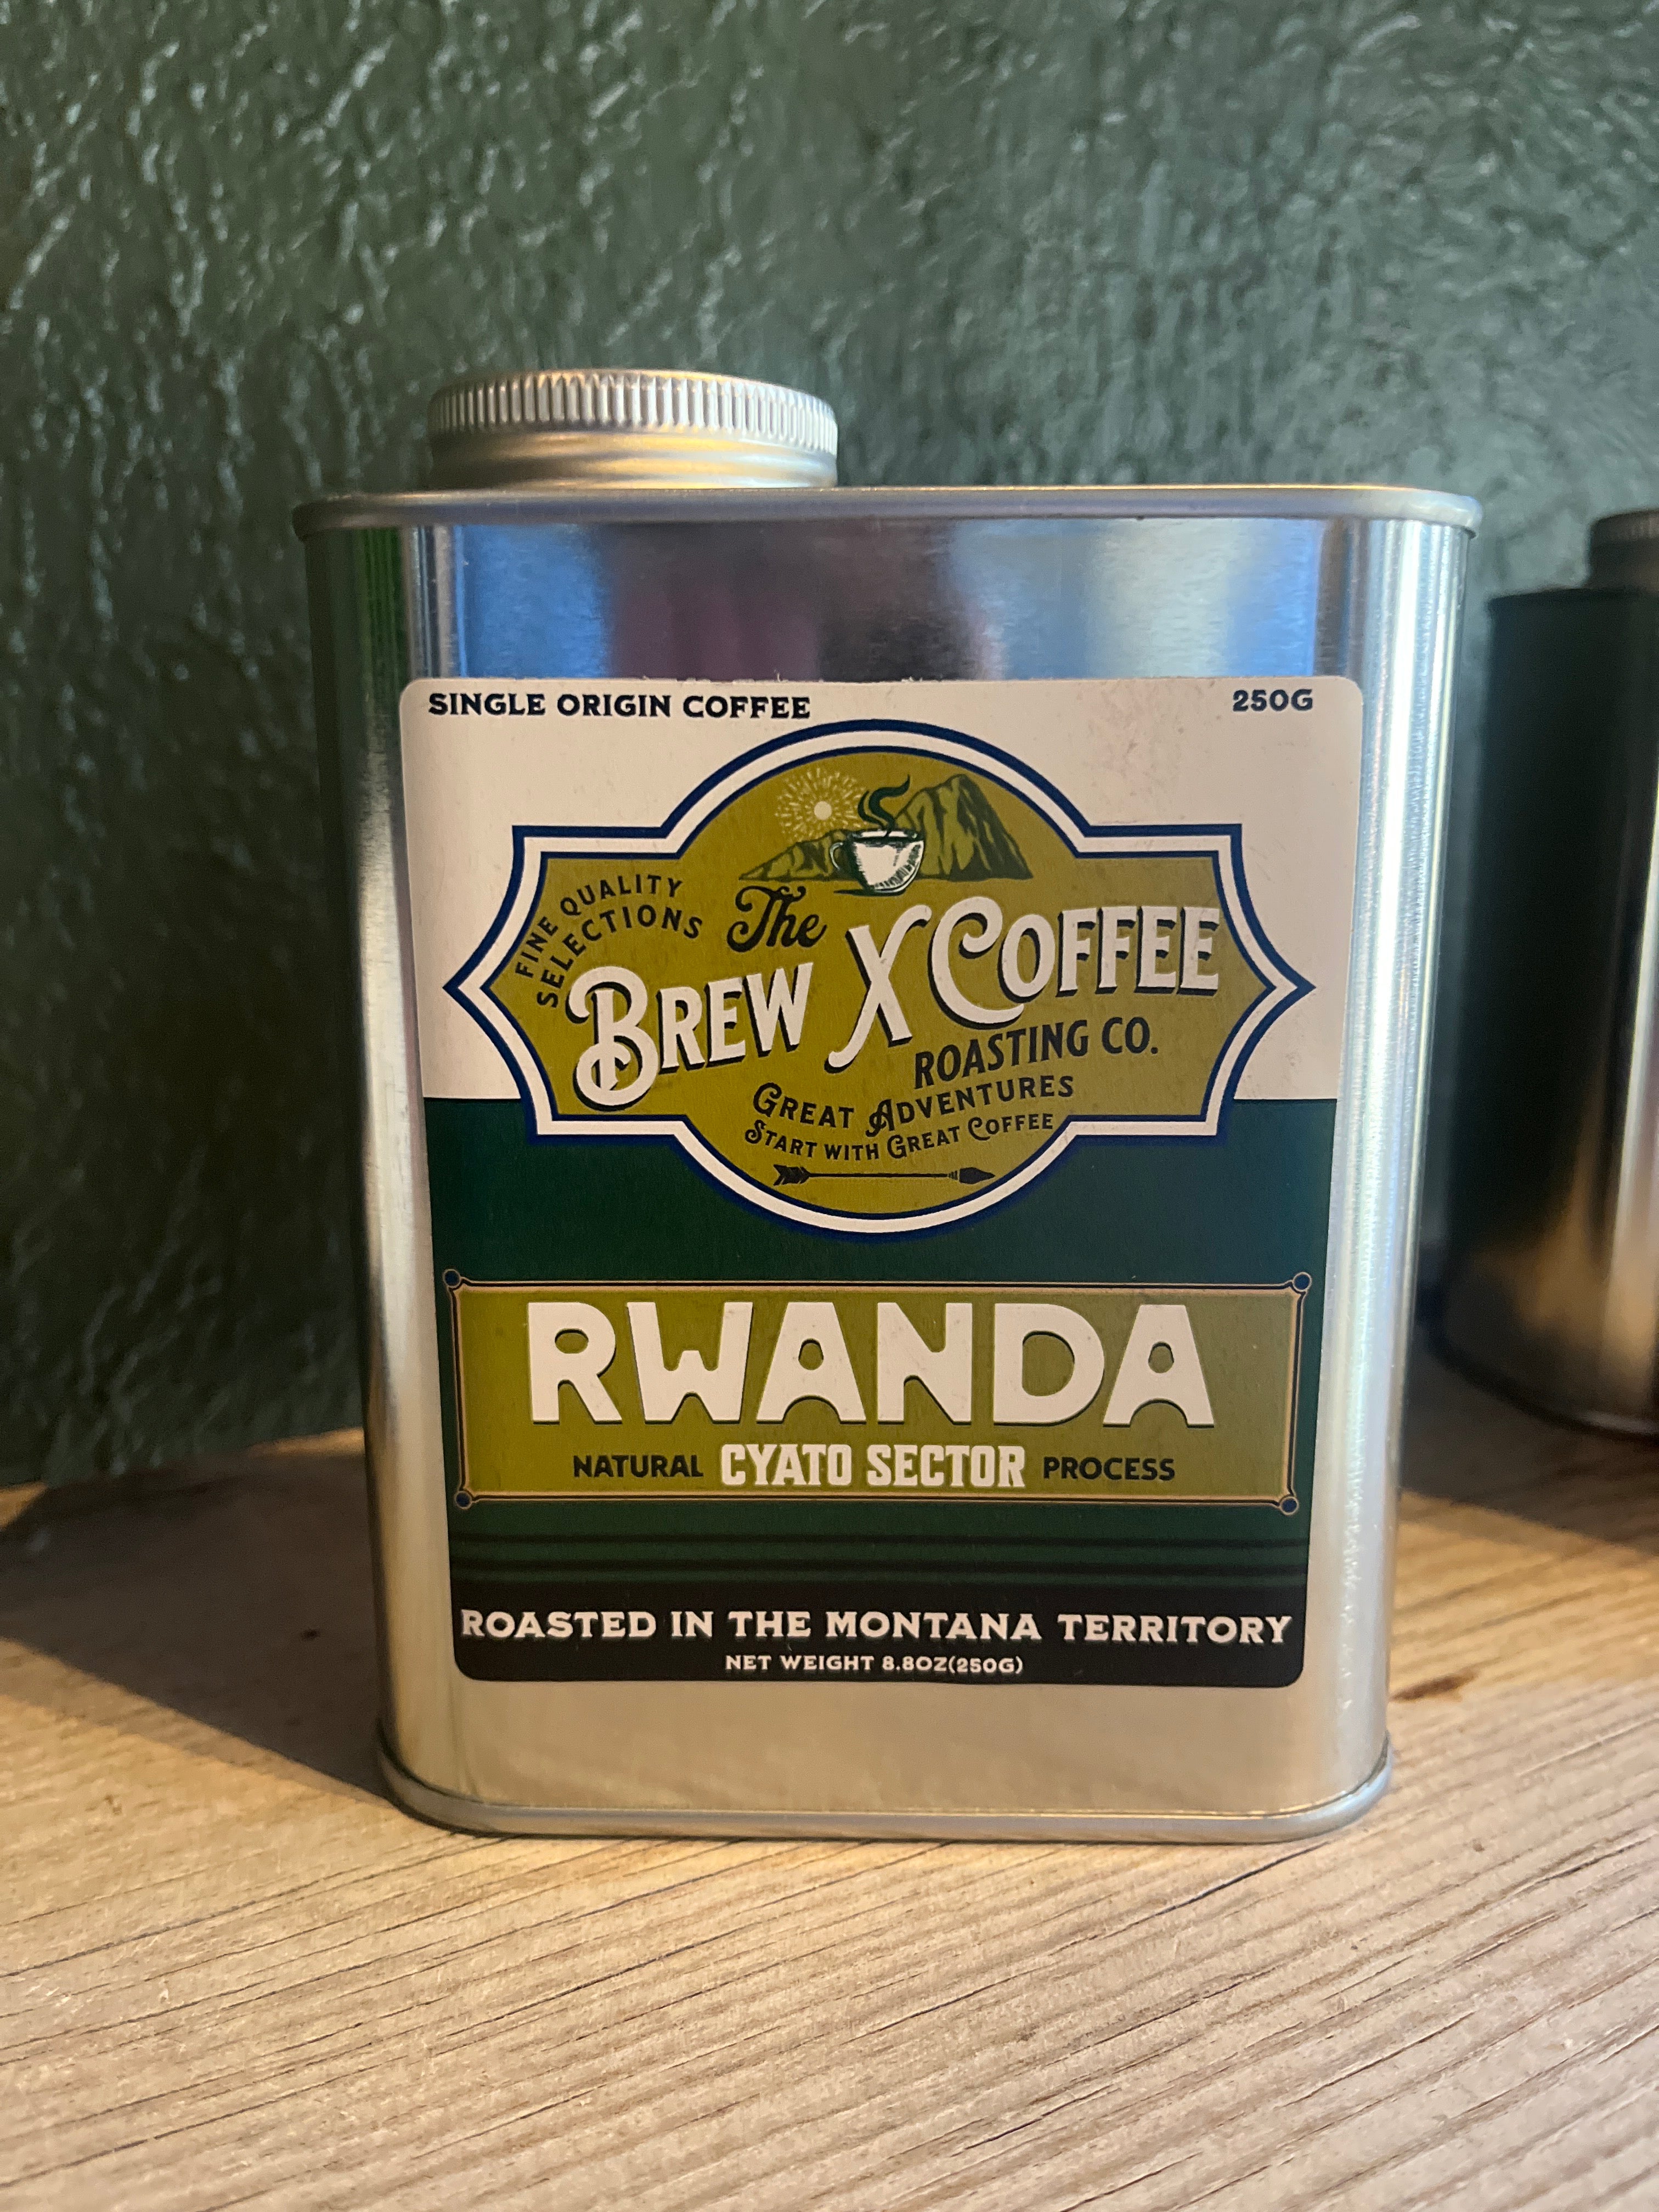 SINGLE ORIGIN COFFEE
250G
FINE QUALITY
SELECTIONS
The
BREW X COFFEE
ROASTING CO.
GREAT ADVENTURES
START WITH GREAT COFFEE
RWANDA
NATURAL CYATO SECTOR PROCESS
ROASTED IN THE MONTANA TERRITORY
NET WEIGHT 8.8OZ(250G)